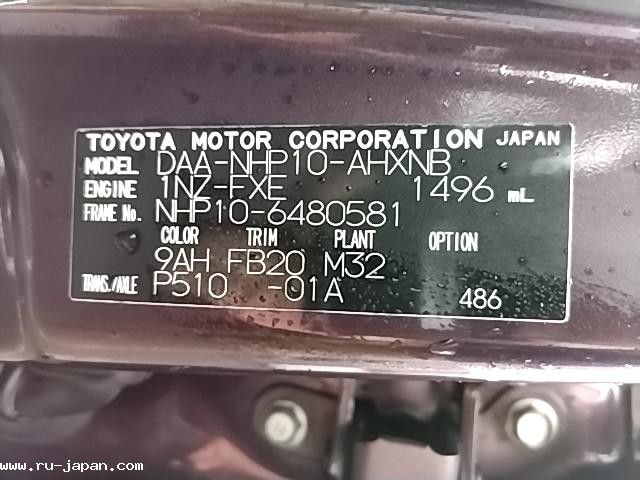 TOYOTA MOTOR CORPORATION JAPAN
MODEL DAA-NHP10-AHXNB
ENGINE 1NZ-FXE 1496 mL
FRAME No. NHP10-6480581
COLOR TRIM PLANT OPTION
9AH FB20 M32
TRANS./AXLE P510 -01A 486
www.ru-japan.com